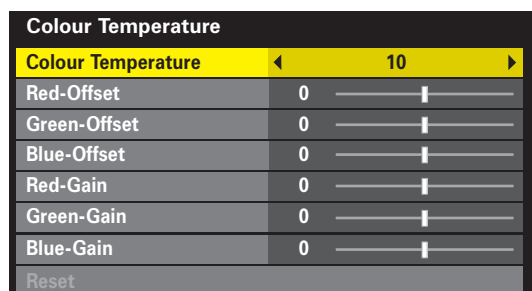 Colour Temperature
Colour Temperature 10
Red-Offset 0
Green-Offset 0
Blue-Offset 0
Red-Gain 0
Green-Gain 0
Blue-Gain 0
Reset